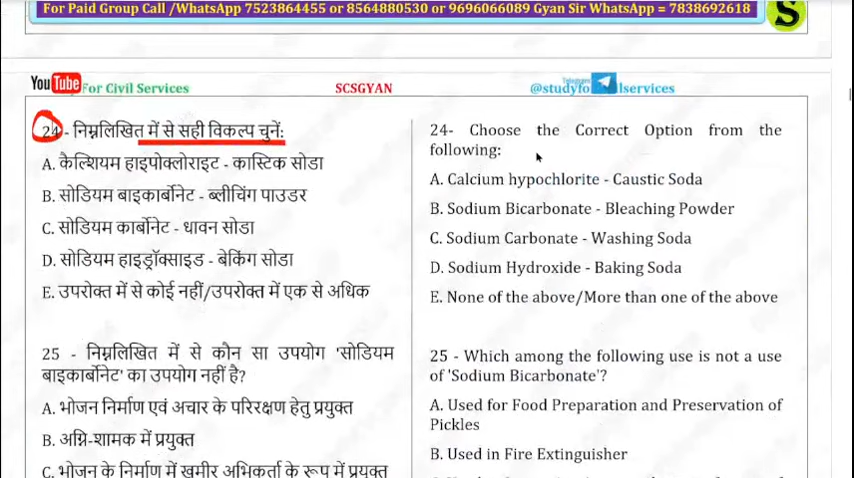 For Paid Group Call /WhatsApp 7523864455 or 8564880530 or 9696066089 Gyan Sir WhatsApp = 7838692618
S
YouTube For Civil Services
SCSGYAN
Telegram
@studyfo lservices
24 - निम्नलिखित में से सही विकल्प चुनें:
A. कैल्शियम हाइपोक्लोराइट - कास्टिक सोडा
B. सोडियम बाइकार्बोनेट - ब्लीचिंग पाउडर
C. सोडियम कार्बोनेट - धावन सोडा
D. सोडियम हाइड्रॉक्साइड - बेकिंग सोडा
E. उपरोक्त में से कोई नहीं/उपरोक्त में एक से अधिक
25 - निम्नलिखित में से कौन सा उपयोग 'सोडियम
बाइकार्बोनेट' का उपयोग नहीं है?
A. भोजन निर्माण एवं अचार के परिरक्षण हेतु प्रयुक्त
B. अग्नि-शामक में प्रयुक्त
C. भोजन के निर्माण में खमीर अभिकर्ता के रूप में प्रयुक्त
24- Choose the Correct Option from the
following:
A. Calcium hypochlorite - Caustic Soda
B. Sodium Bicarbonate - Bleaching Powder
C. Sodium Carbonate - Washing Soda
D. Sodium Hydroxide - Baking Soda
E. None of the above/More than one of the above
25 - Which among the following use is not a use
of 'Sodium Bicarbonate'?
A. Used for Food Preparation and Preservation of
Pickles
B. Used in Fire Extinguisher